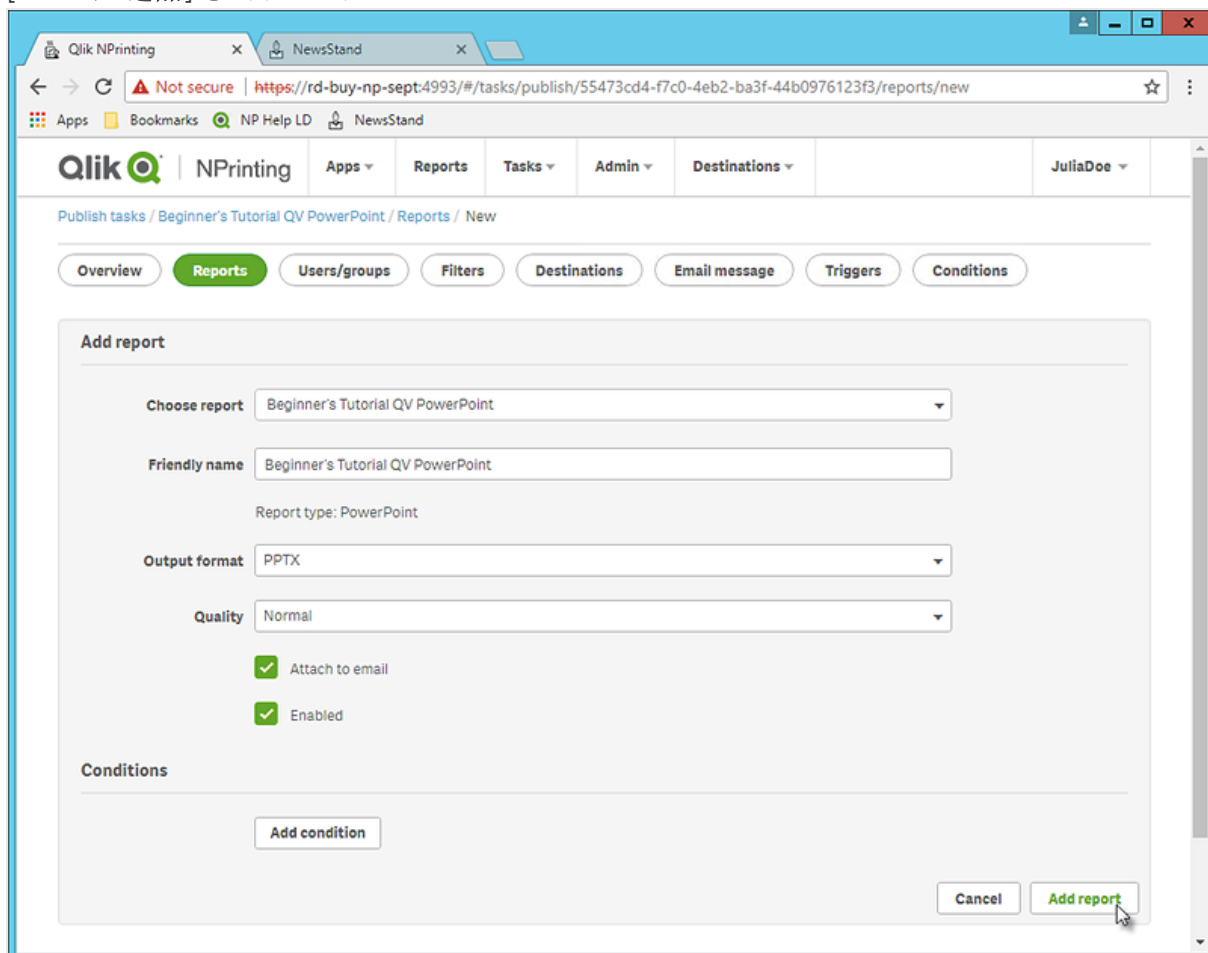 Qlik NPrinting
NewsStand
Not secure https://rd-buy-np-sept:4993/#/tasks/publish/55473cd4-f7c0-4eb2-ba3f-44b0976123f3/reports/new
Apps Bookmarks NP Help LD NewsStand
Qlik NPrinting Apps Reports Tasks Admin Destinations JuliaDoe
Publish tasks / Beginner's Tutorial QV PowerPoint / Reports / New
Overview Reports Users/groups Filters Destinations Email message Triggers Conditions
Add report
Choose report Beginner's Tutorial QV PowerPoint
Friendly name Beginner's Tutorial QV PowerPoint
Report type: PowerPoint
Output format PPTX
Quality Normal
Attach to email
Enabled
Conditions
Add condition
Cancel Add report